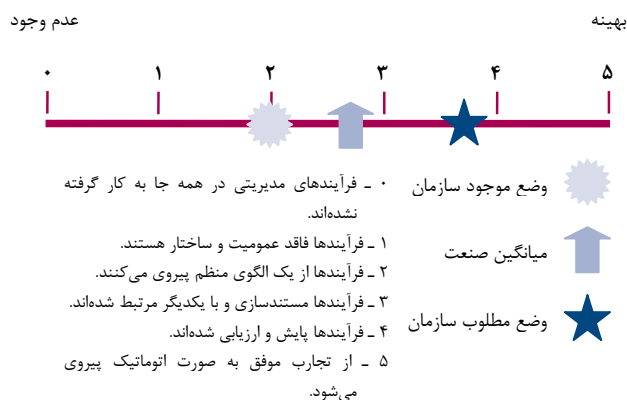 بهینه
عدم وجود
۰ ۱ ۲ ۳ ۴ ۵
وضع موجود سازمان
میانگین صنعت
وضع مطلوب سازمان
۰ ـ فرآیندهای مدیریتی در همه جا به کار گرفته
نشده‌اند.
۱ ـ فرآیندها فاقد عمومیت و ساختار هستند.
۲ ـ فرآیندها از یک الگوی منظم پیروی می‌کنند.
۳ ـ فرآیندها مستندسازی و با یکدیگر مرتبط شده‌اند.
۴ ـ فرآیندها پایش و ارزیابی شده‌اند.
۵ ـ از تجارب موفق به صورت اتوماتیک پیروی
می‌شود.